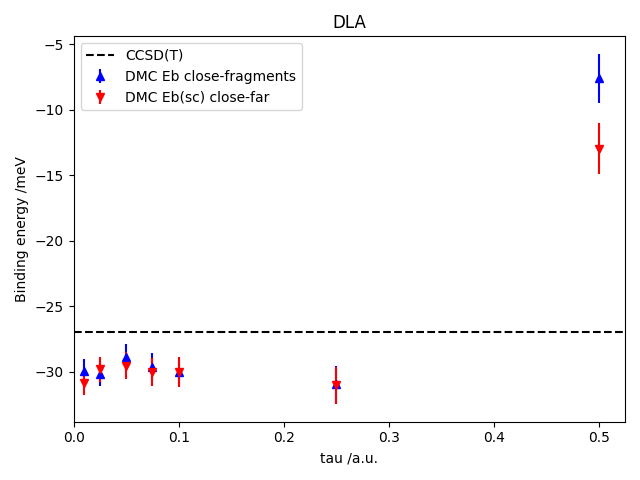 DLA
CCSD(T)
DMC Eb close-fragments
DMC Eb(sc) close-far
Binding energy /meV
−5
−10
−15
−20
−25
−30
0.0 0.1 0.2 0.3 0.4 0.5
tau /a.u.